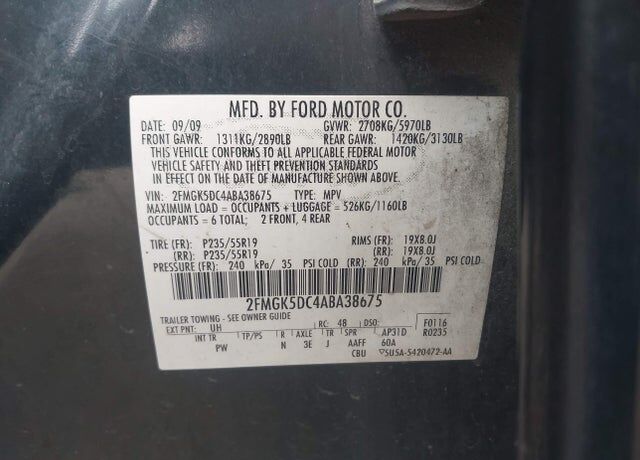 MFD. BY FORD MOTOR CO.
DATE: 09/09 GVWR: 2708KG/5970LB
FRONT GAWR: 1311KG/2890LB REAR GAWR: 1420KG/3130LB
THIS VEHICLE CONFORMS TO ALL APPLICABLE FEDERAL MOTOR
VEHICLE SAFETY AND THEFT PREVENTION STANDARDS
IN EFFECT ON THE DATE OF MANUFACTURE SHOWN ABOVE.
VIN: 2FMGK5DC4ABA38675 TYPE: MPV
MAXIMUM LOAD = OCCUPANTS + LUGGAGE = 526KG/1160LB
OCCUPANTS = 6 TOTAL; 2 FRONT, 4 REAR
TIRE (FR): P235/55R19 RIMS (FR): 19X8.0J
(RR): P235/55R19 (RR): 19X8.0J
PRESSURE (FR): 240 kPa/ 35 PSI COLD (RR): 240 kPa/ 35 PSI COLD
2FMGK5DC4ABA38675
TRAILER TOWING - SEE OWNER GUIDE
EXT PNT: UH RC: 48 DSO: F0116
INT TR TP/PS R AXLE TR SPR AP31D R0235
PW N 3E J AAFF 60A
CBU 5U5A-5420472-AA